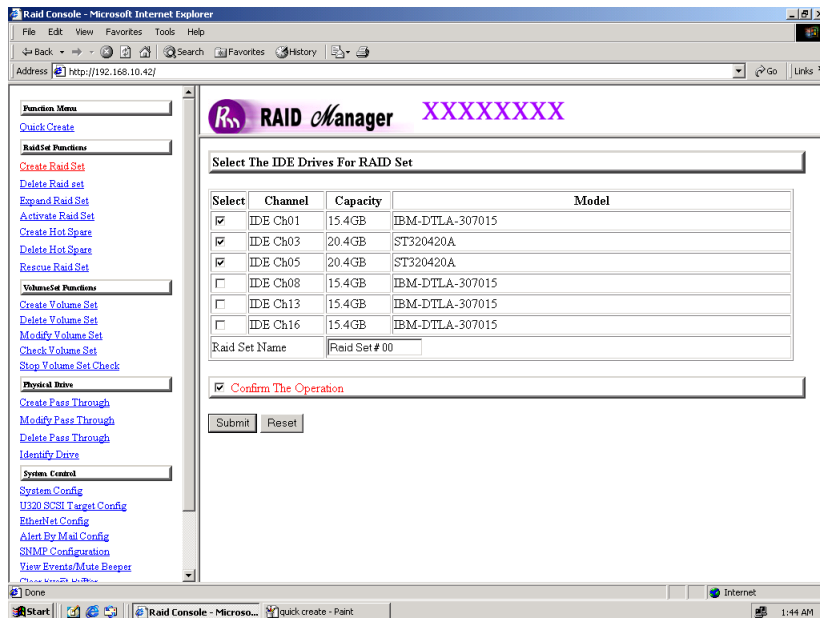 Raid Console - Microsoft Internet Explorer
File Edit View Favorites Tools Help
Back Search Favorites History
Address http://192.168.10.42/ Go Links
Function Menu
Quick Create
RaidSet Functions
Create Raid Set
Delete Raid set
Expand Raid Set
Activate Raid Set
Create Hot Spare
Delete Hot Spare
Rescue Raid Set
VolumeSet Functions
Create Volume Set
Delete Volume Set
Modify Volume Set
Check Volume Set
Stop Volume Set Check
Physical Drive
Create Pass Through
Modify Pass Through
Delete Pass Through
Identify Drive
System Control
System Config
U320 SCSI Target Config
EtherNet Config
Alert By Mail Config
SNMP Configuration
View Events/Mute Beeper
Clear Event Buffer
RAID Manager XXXXXXXX
Select The IDE Drives For RAID Set
Select Channel Capacity Model
IDE Ch01 15.4GB IBM-DTLA-307015
IDE Ch03 20.4GB ST320420A
IDE Ch05 20.4GB ST320420A
IDE Ch08 15.4GB IBM-DTLA-307015
IDE Ch13 15.4GB IBM-DTLA-307015
IDE Ch16 15.4GB IBM-DTLA-307015
Raid Set Name Raid Set # 00
Confirm The Operation
Submit Reset
Done Internet
Start Raid Console - Microso... quick create - Paint 1:44 AM